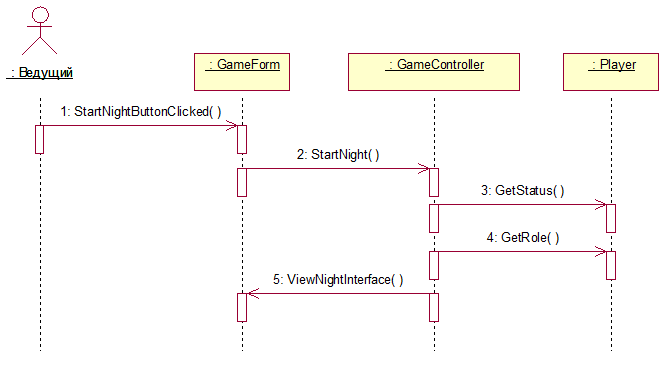 : Ведущий
: GameForm
: GameController
: Player
1: StartNightButtonClicked( )
2: StartNight( )
3: GetStatus( )
4: GetRole( )
5: ViewNightInterface( )